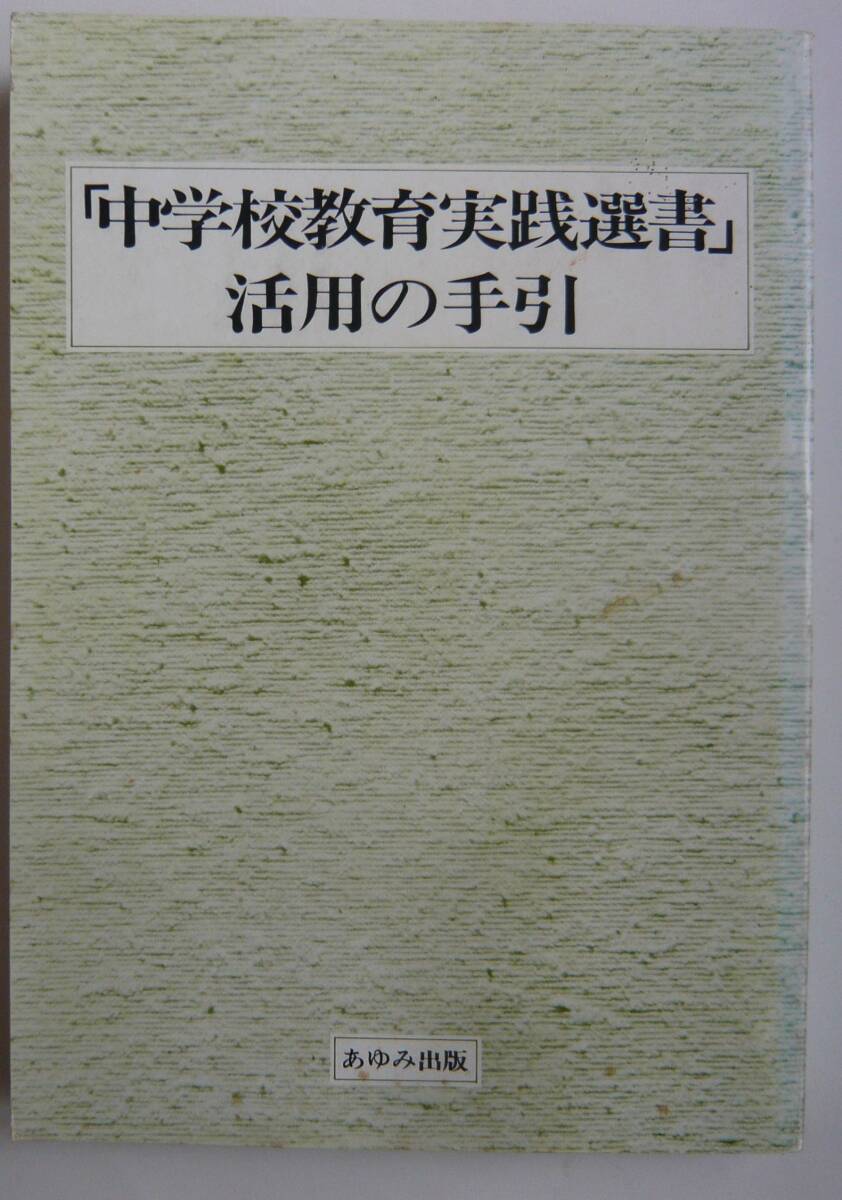 「中学校教育実践選書」
活用の手引
あゆみ出版